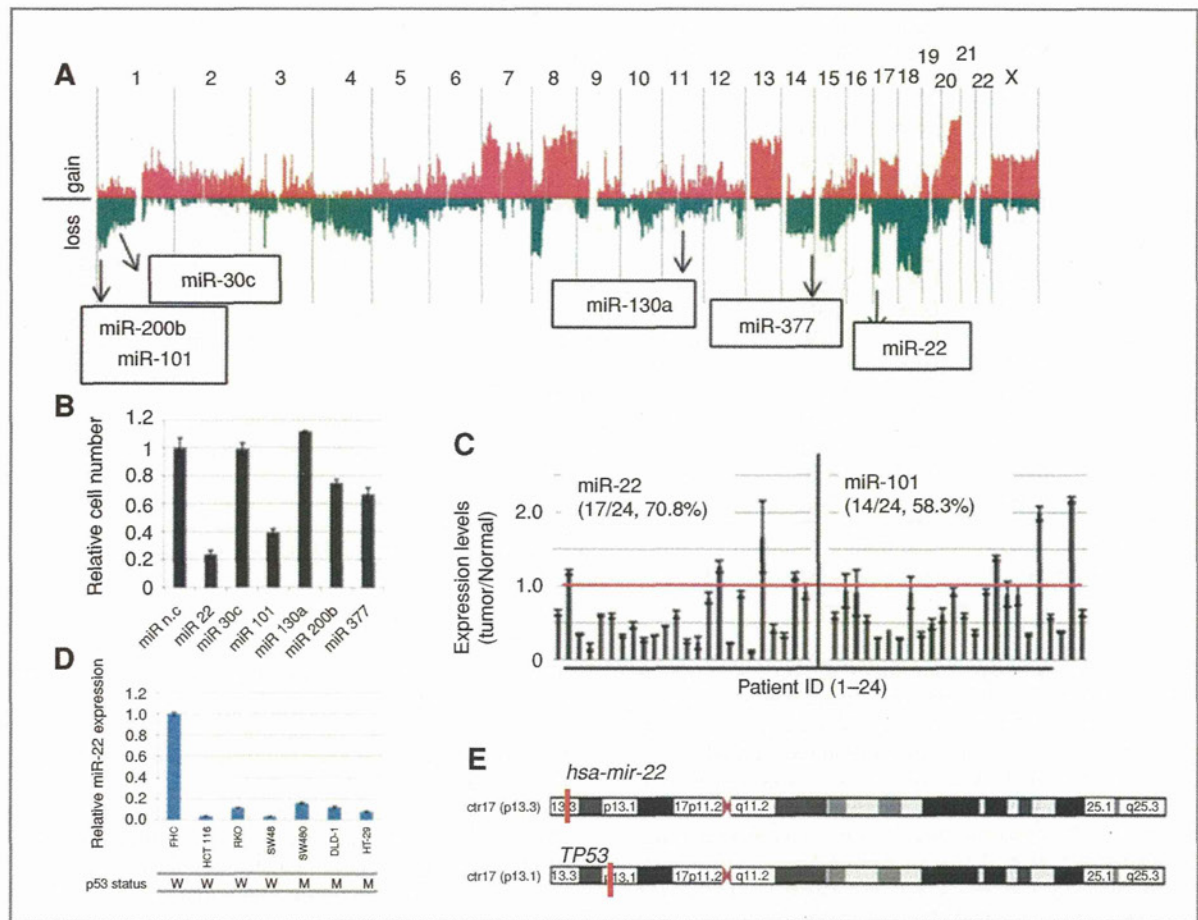 A
1 2 3 4 5 6 7 8 9 10 11 12 13 14 15 16 17 18 19 20 21 22 X
gain
loss
miR-30c
miR-200b
miR-101
miR-130a
miR-377
miR-22
B
Relative cell number
1.2
1
0.8
0.6
0.4
0.2
0
miR n.c
miR 22
miR 30c
miR 101
miR 130a
miR 200b
miR 377
C
Expression levels
(tumor/Normal)
2.0
1.0
0
miR-22
(17/24, 70.8%)
miR-101
(14/24, 58.3%)
Patient ID (1–24)
D
Relative miR-22 expression
1.2
1.0
0.8
0.6
0.4
0.2
0.0
FHC
HCT 116
RKO
SW48
SW480
DLD-1
HT-29
p53 status W W W W M M M
E
hsa-mir-22
ctr17 (p13.3) 13.3 p13.1 17p11.2 q11.2 25.1 q25.3
TP53
ctr17 (p13.1) 13.3 p13.1 17p11.2 q11.2 25.1 q25.3